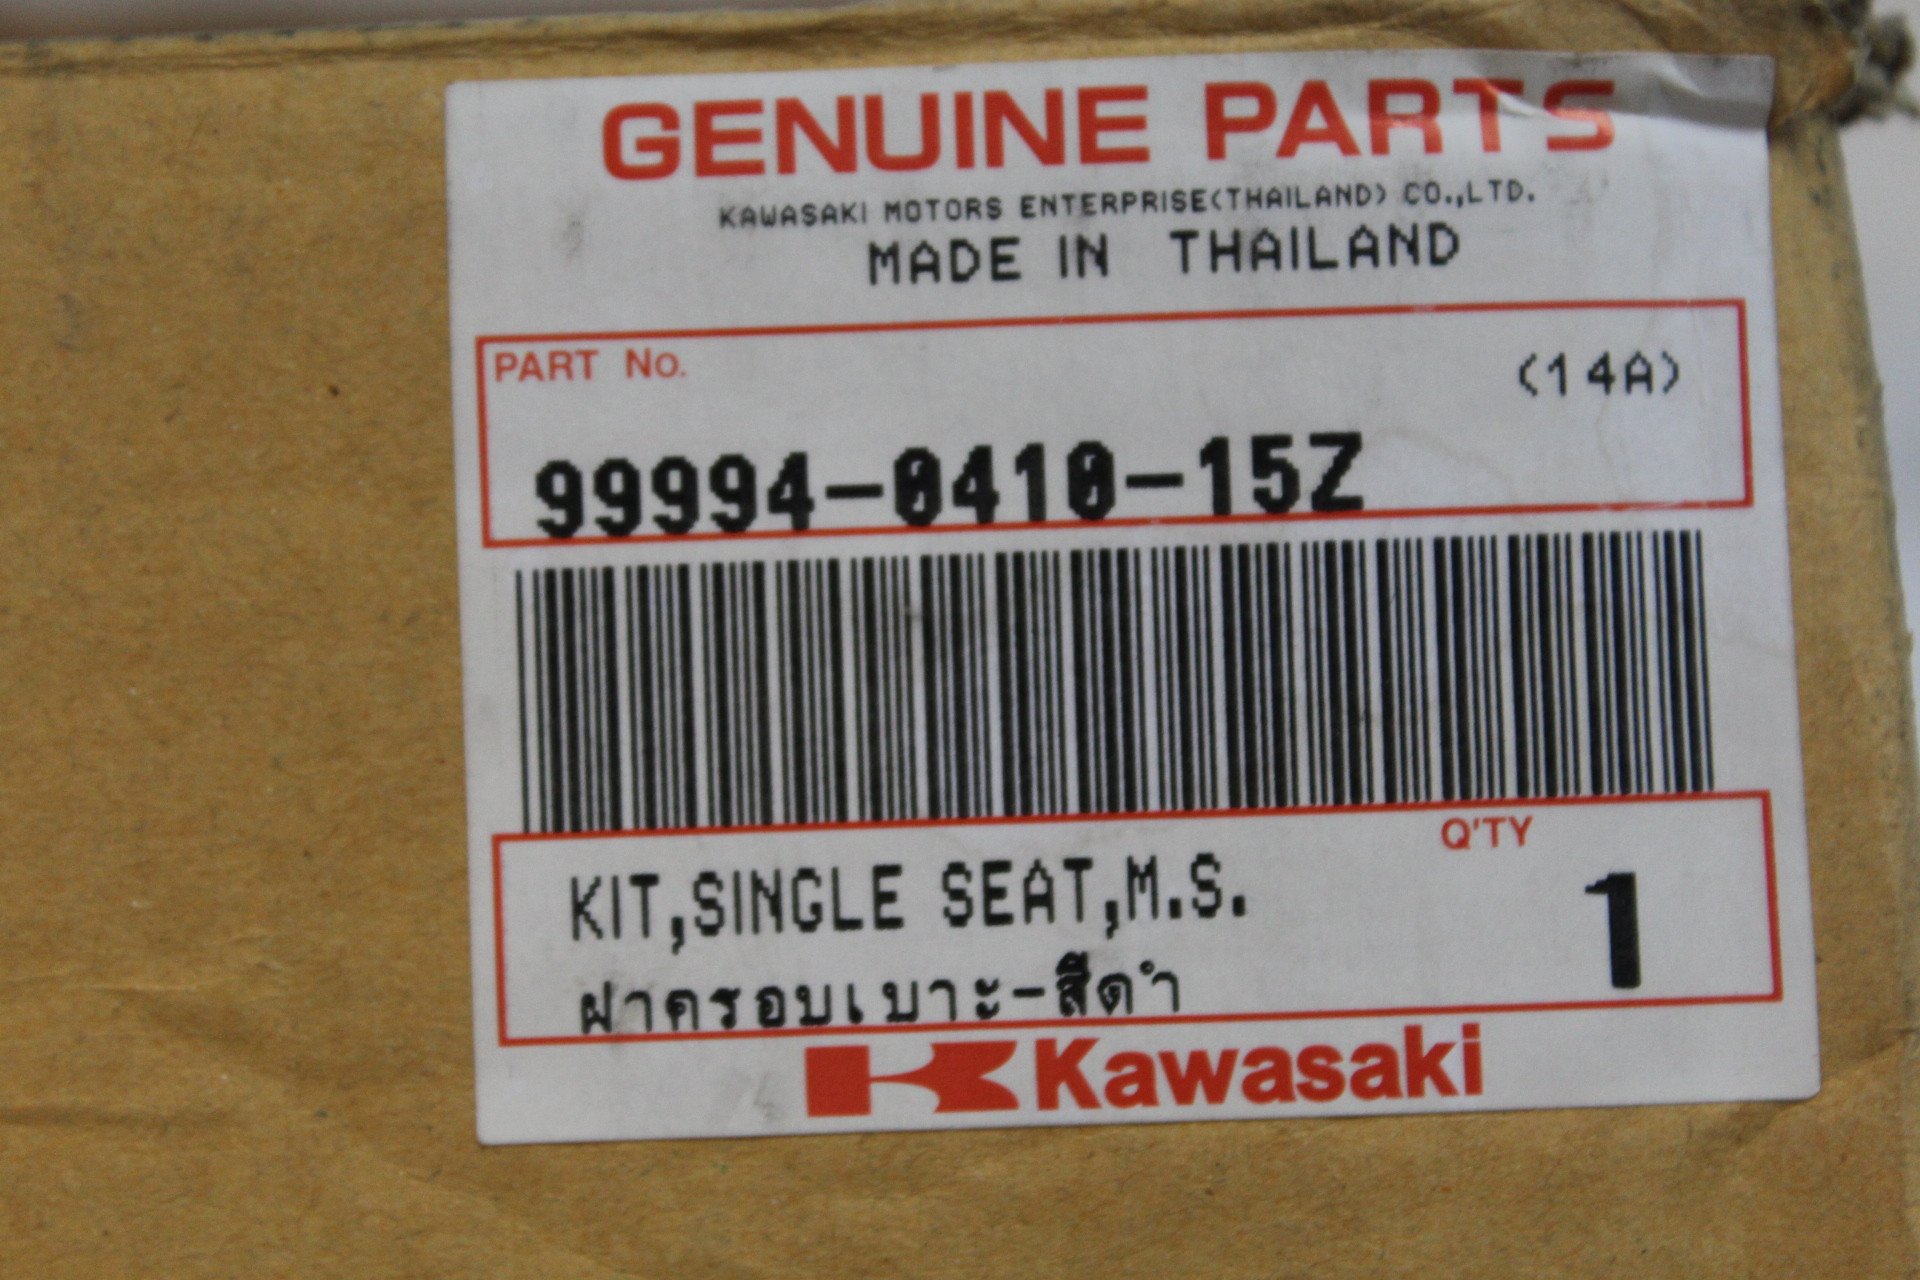 GENUINE PARTS
KAWASAKI MOTORS ENTERPRISE(THAILAND) CO.,LTD.
MADE IN THAILAND
PART No.
(14A)
99994-0410-15Z
Q'TY
KIT,SINGLE SEAT,M.S.
1
ฝาครอบเบาะ-สีดำ
Kawasaki